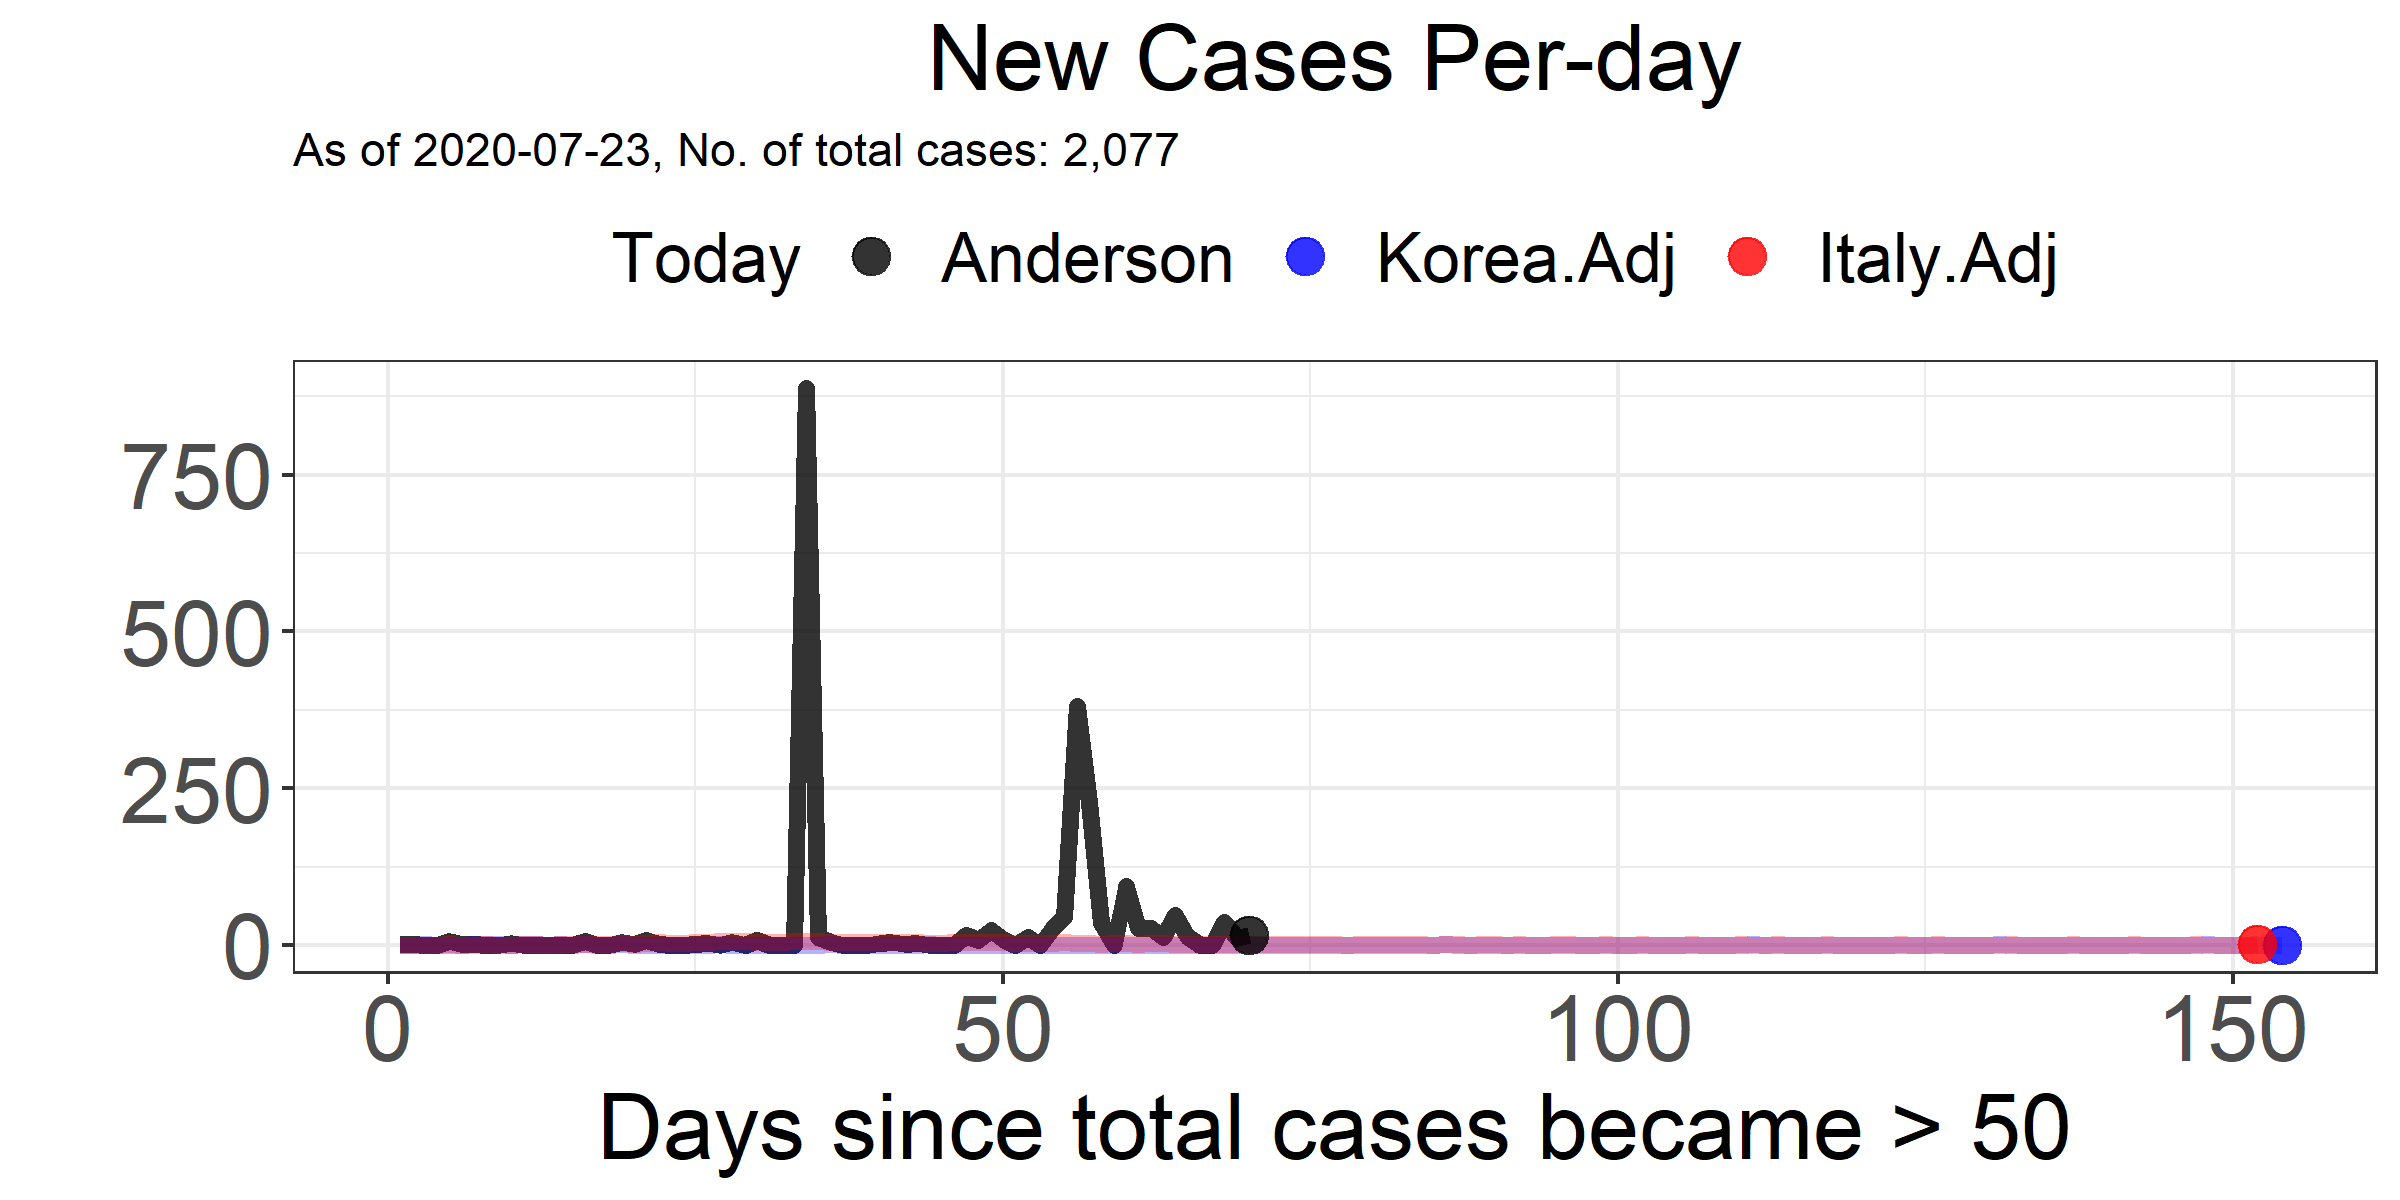 New Cases Per-day
As of 2020-07-23, No. of total cases: 2,077
Today Anderson Korea.Adj Italy.Adj
750
500
250
0
0 50 100 150
Days since total cases became > 50